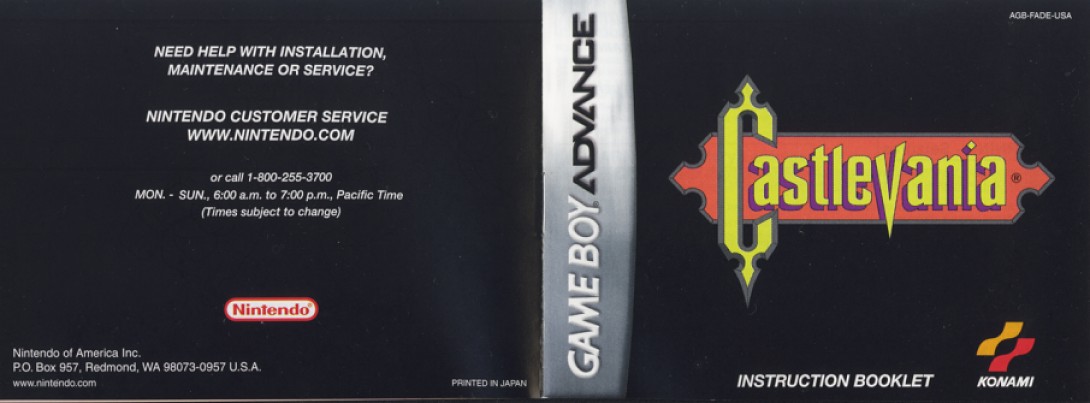 NEED HELP WITH INSTALLATION,
MAINTENANCE OR SERVICE?
NINTENDO CUSTOMER SERVICE
WWW.NINTENDO.COM
or call 1-800-255-3700
MON. - SUN., 6:00 a.m. to 7:00 p.m., Pacific Time
(Times subject to change)
Nintendo®
Nintendo of America Inc.
P.O. Box 957, Redmond, WA 98073-0957 U.S.A.
www.nintendo.com
PRINTED IN JAPAN
GAME BOY ADVANCE
AGB-FADE-USA
Castlevania®
INSTRUCTION BOOKLET
KONAMI